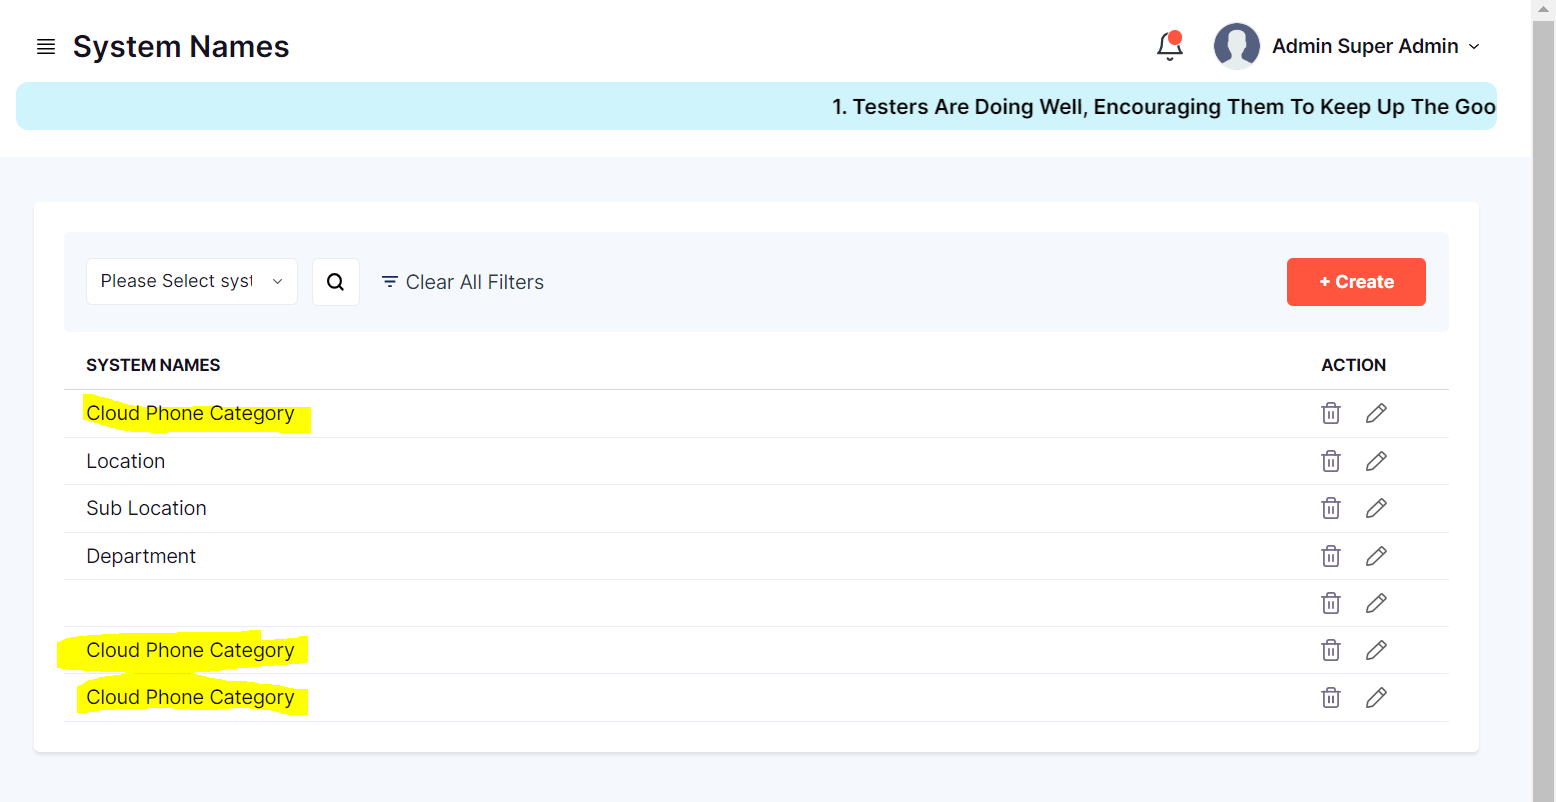 System Names
Admin Super Admin
1. Testers Are Doing Well, Encouraging Them To Keep Up The Goo
Please Select syst
Clear All Filters
+ Create
SYSTEM NAMES
ACTION
Cloud Phone Category
Location
Sub Location
Department
Cloud Phone Category
Cloud Phone Category